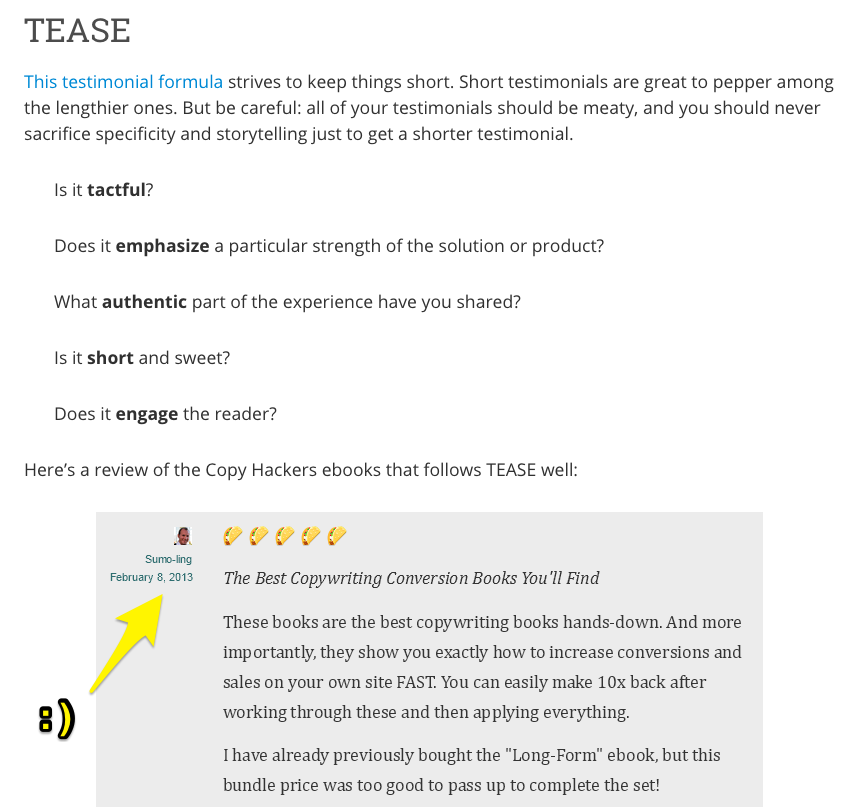 TEASE
This testimonial formula strives to keep things short. Short testimonials are great to pepper among
the lengthier ones. But be careful: all of your testimonials should be meaty, and you should never
sacrifice specificity and storytelling just to get a shorter testimonial.
Is it tactful?
Does it emphasize a particular strength of the solution or product?
What authentic part of the experience have you shared?
Is it short and sweet?
Does it engage the reader?
Here’s a review of the Copy Hackers ebooks that follows TEASE well:
Sumo-ling
February 8, 2013
The Best Copywriting Conversion Books You'll Find
These books are the best copywriting books hands-down. And more
importantly, they show you exactly how to increase conversions and
sales on your own site FAST. You can easily make 10x back after
working through these and then applying everything.
I have already previously bought the "Long-Form" ebook, but this
bundle price was too good to pass up to complete the set!
:)